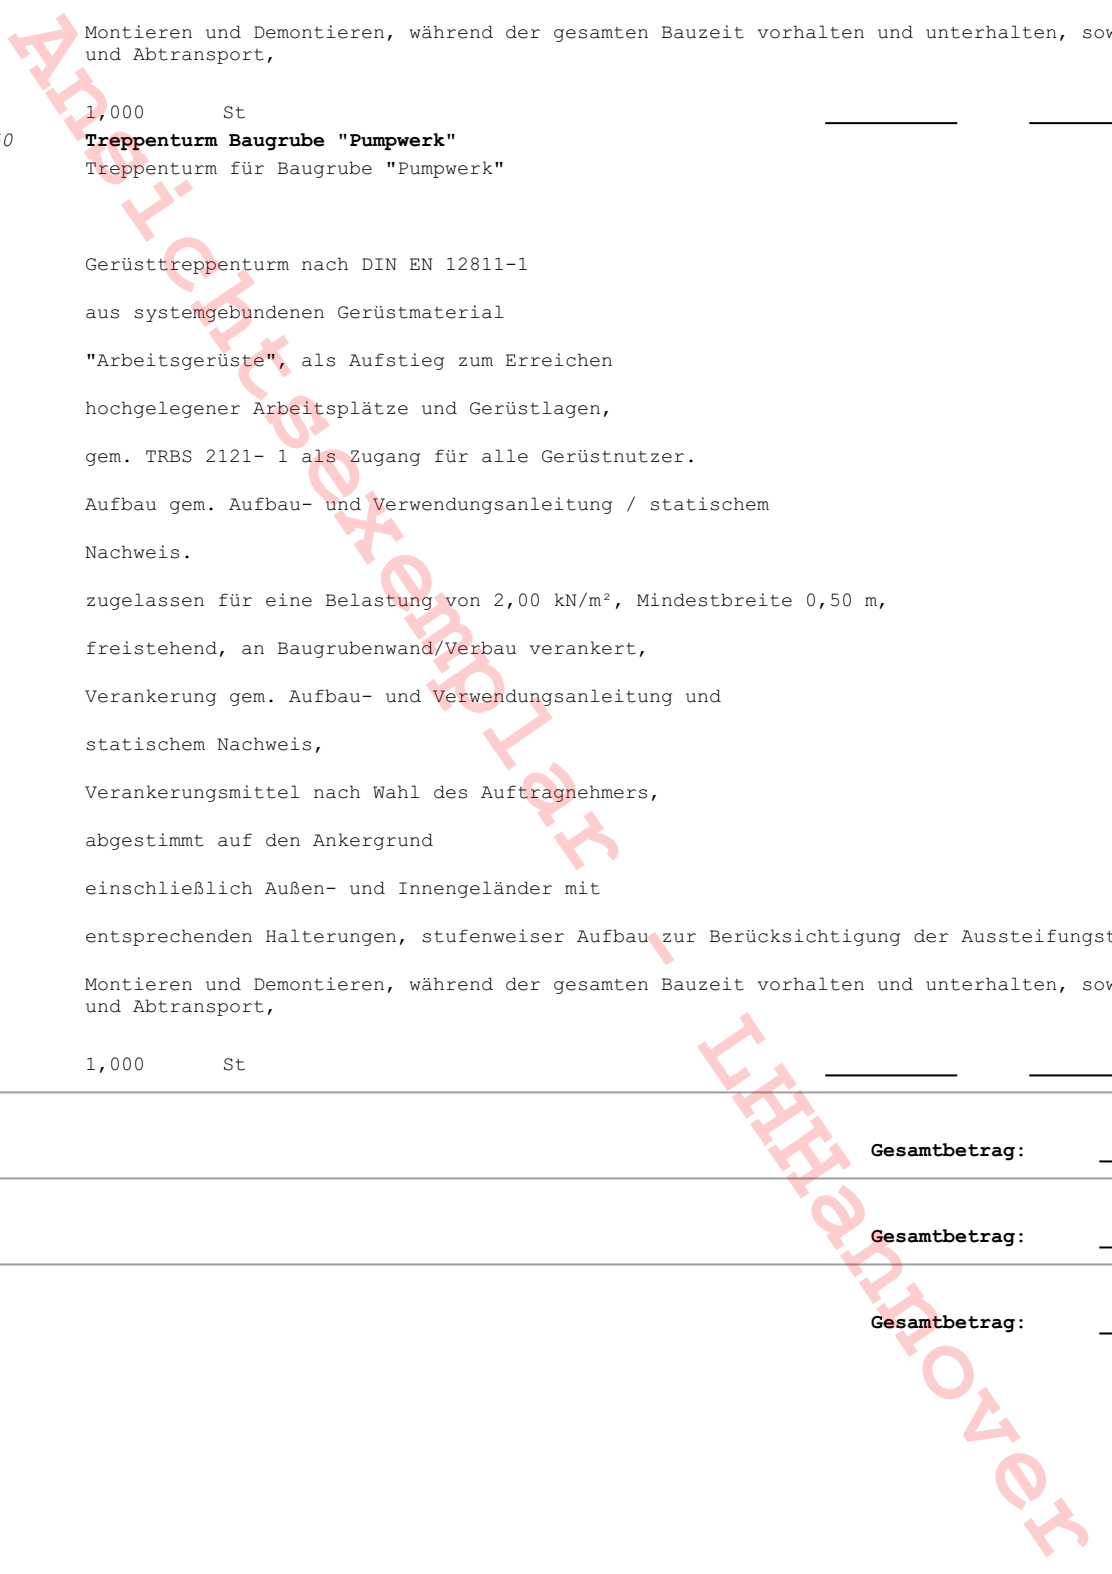 Montieren und Demontieren, während der gesamten Bauzeit vorhalten und unterhalten,
und Abtransport,
1,000 St
Treppenturm Baugrube "Pumpwerk"
Treppenturm für Baugrube "Pumpwerk"
Gerüsttreppenturm nach DIN EN 12811-1
aus systemgebundenen Gerüstmaterial
"Arbeitsgerüste", als Aufstieg zum Erreichen
hochgelegener Arbeitsplätze und Gerüstlagen,
gem. TRBS 2121- 1 als Zugang für alle Gerüstnutzer.
Aufbau gem. Aufbau- und Verwendungsanleitung / statischem
Nachweis.
zugelassen für eine Belastung von 2,00 kN/m², Mindestbreite 0,50 m,
freistehend, an Baugrubenwand/Verbau verankert,
Verankerung gem. Aufbau- und Verwendungsanleitung und
statischem Nachweis,
Verankerungsmittel nach Wahl des Auftragnehmers,
abgestimmt auf den Ankergrund
einschließlich Außen- und Innengeländer mit
entsprechenden Halterungen, stufenweiser Aufbau zur Berücksichtigung der
Montieren und Demontieren, während der gesamten Bauzeit vorhalten und unterhalten,
und Abtransport,
1,000 St
Gesamtbetrag:
Gesamtbetrag:
Gesamtbetrag:
Ansichtsexemplar - LHHannover